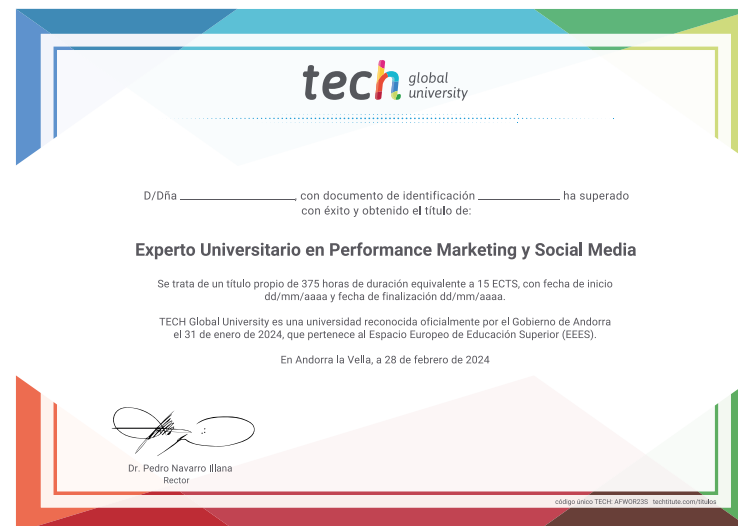 tech global university
D/Dña ____________________, con documento de identificación ______________ ha superado
con éxito y obtenido el título de:
Experto Universitario en Performance Marketing y Social Media
Se trata de un título propio de 375 horas de duración equivalente a 15 ECTS, con fecha de inicio
dd/mm/aaaa y fecha de finalización dd/mm/aaaa.
TECH Global University es una universidad reconocida oficialmente por el Gobierno de Andorra
el 31 de enero de 2024, que pertenece al Espacio Europeo de Educación Superior (EEES).
En Andorra la Vella, a 28 de febrero de 2024
Dr. Pedro Navarro Illana
Rector
código único TECH: AFWOR23S techtitute.com/titulos